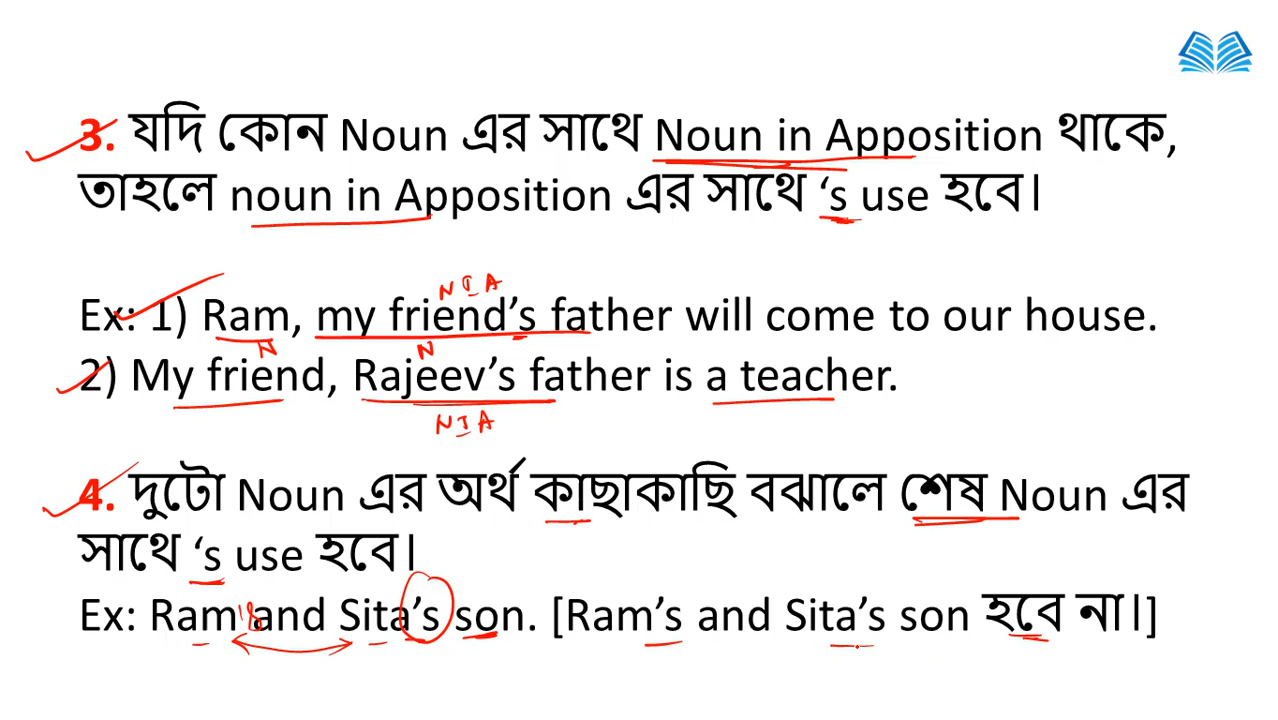 3. যদি কোন Noun এর সাথে Noun in Apposition থাকে,
তাহলে noun in Apposition এর সাথে ‘s use হবে।
N I A
Ex: 1) Ram, my friend’s father will come to our house.
N N
2) My friend, Rajeev’s father is a teacher.
N I A
4. দুটো Noun এর অর্থ কাছাকাছি বঝালে শেষ Noun এর
সাথে ‘s use হবে।
Ex: Ram and Sita’s son. [Ram’s and Sita’s son হবে না।]